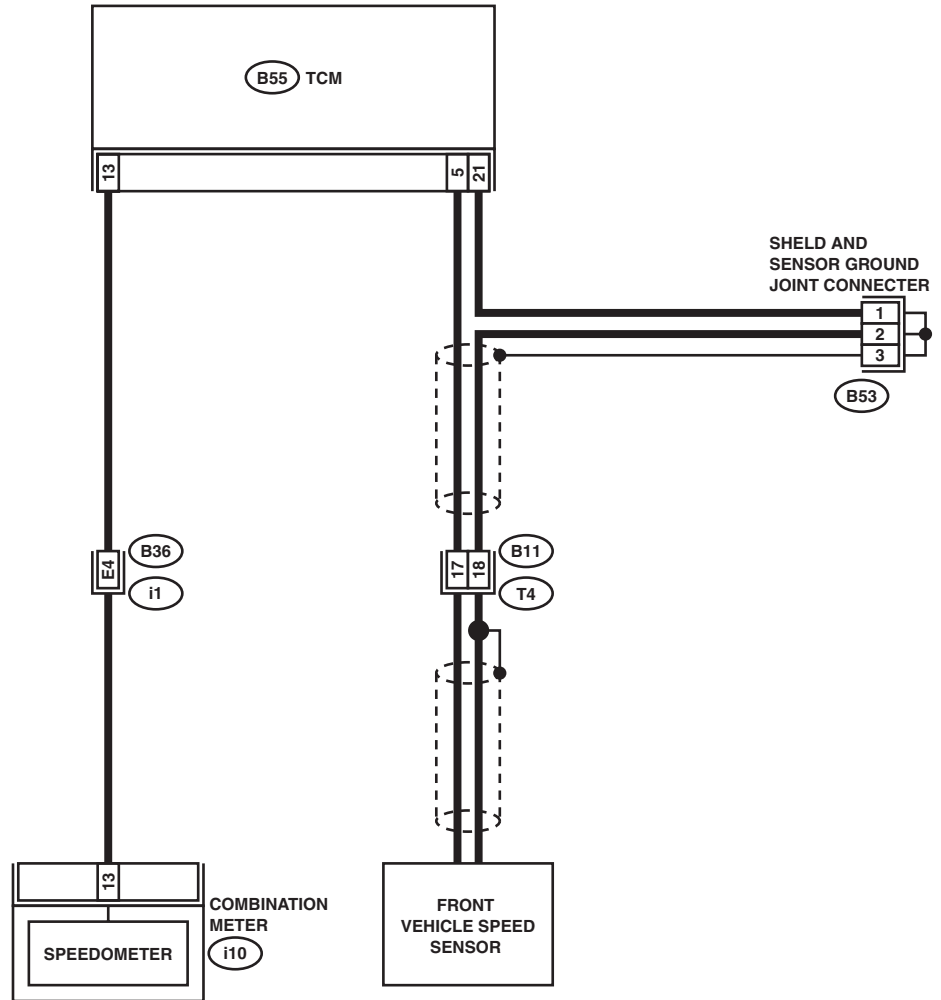 B55 TCM
13
5
21
SHELD AND
SENSOR GROUND
JOINT CONNECTER
1
2
3
B53
E4
B36
i1
17
18
B11
T4
13
COMBINATION
METER
i10
SPEEDOMETER
FRONT
VEHICLE SPEED
SENSOR